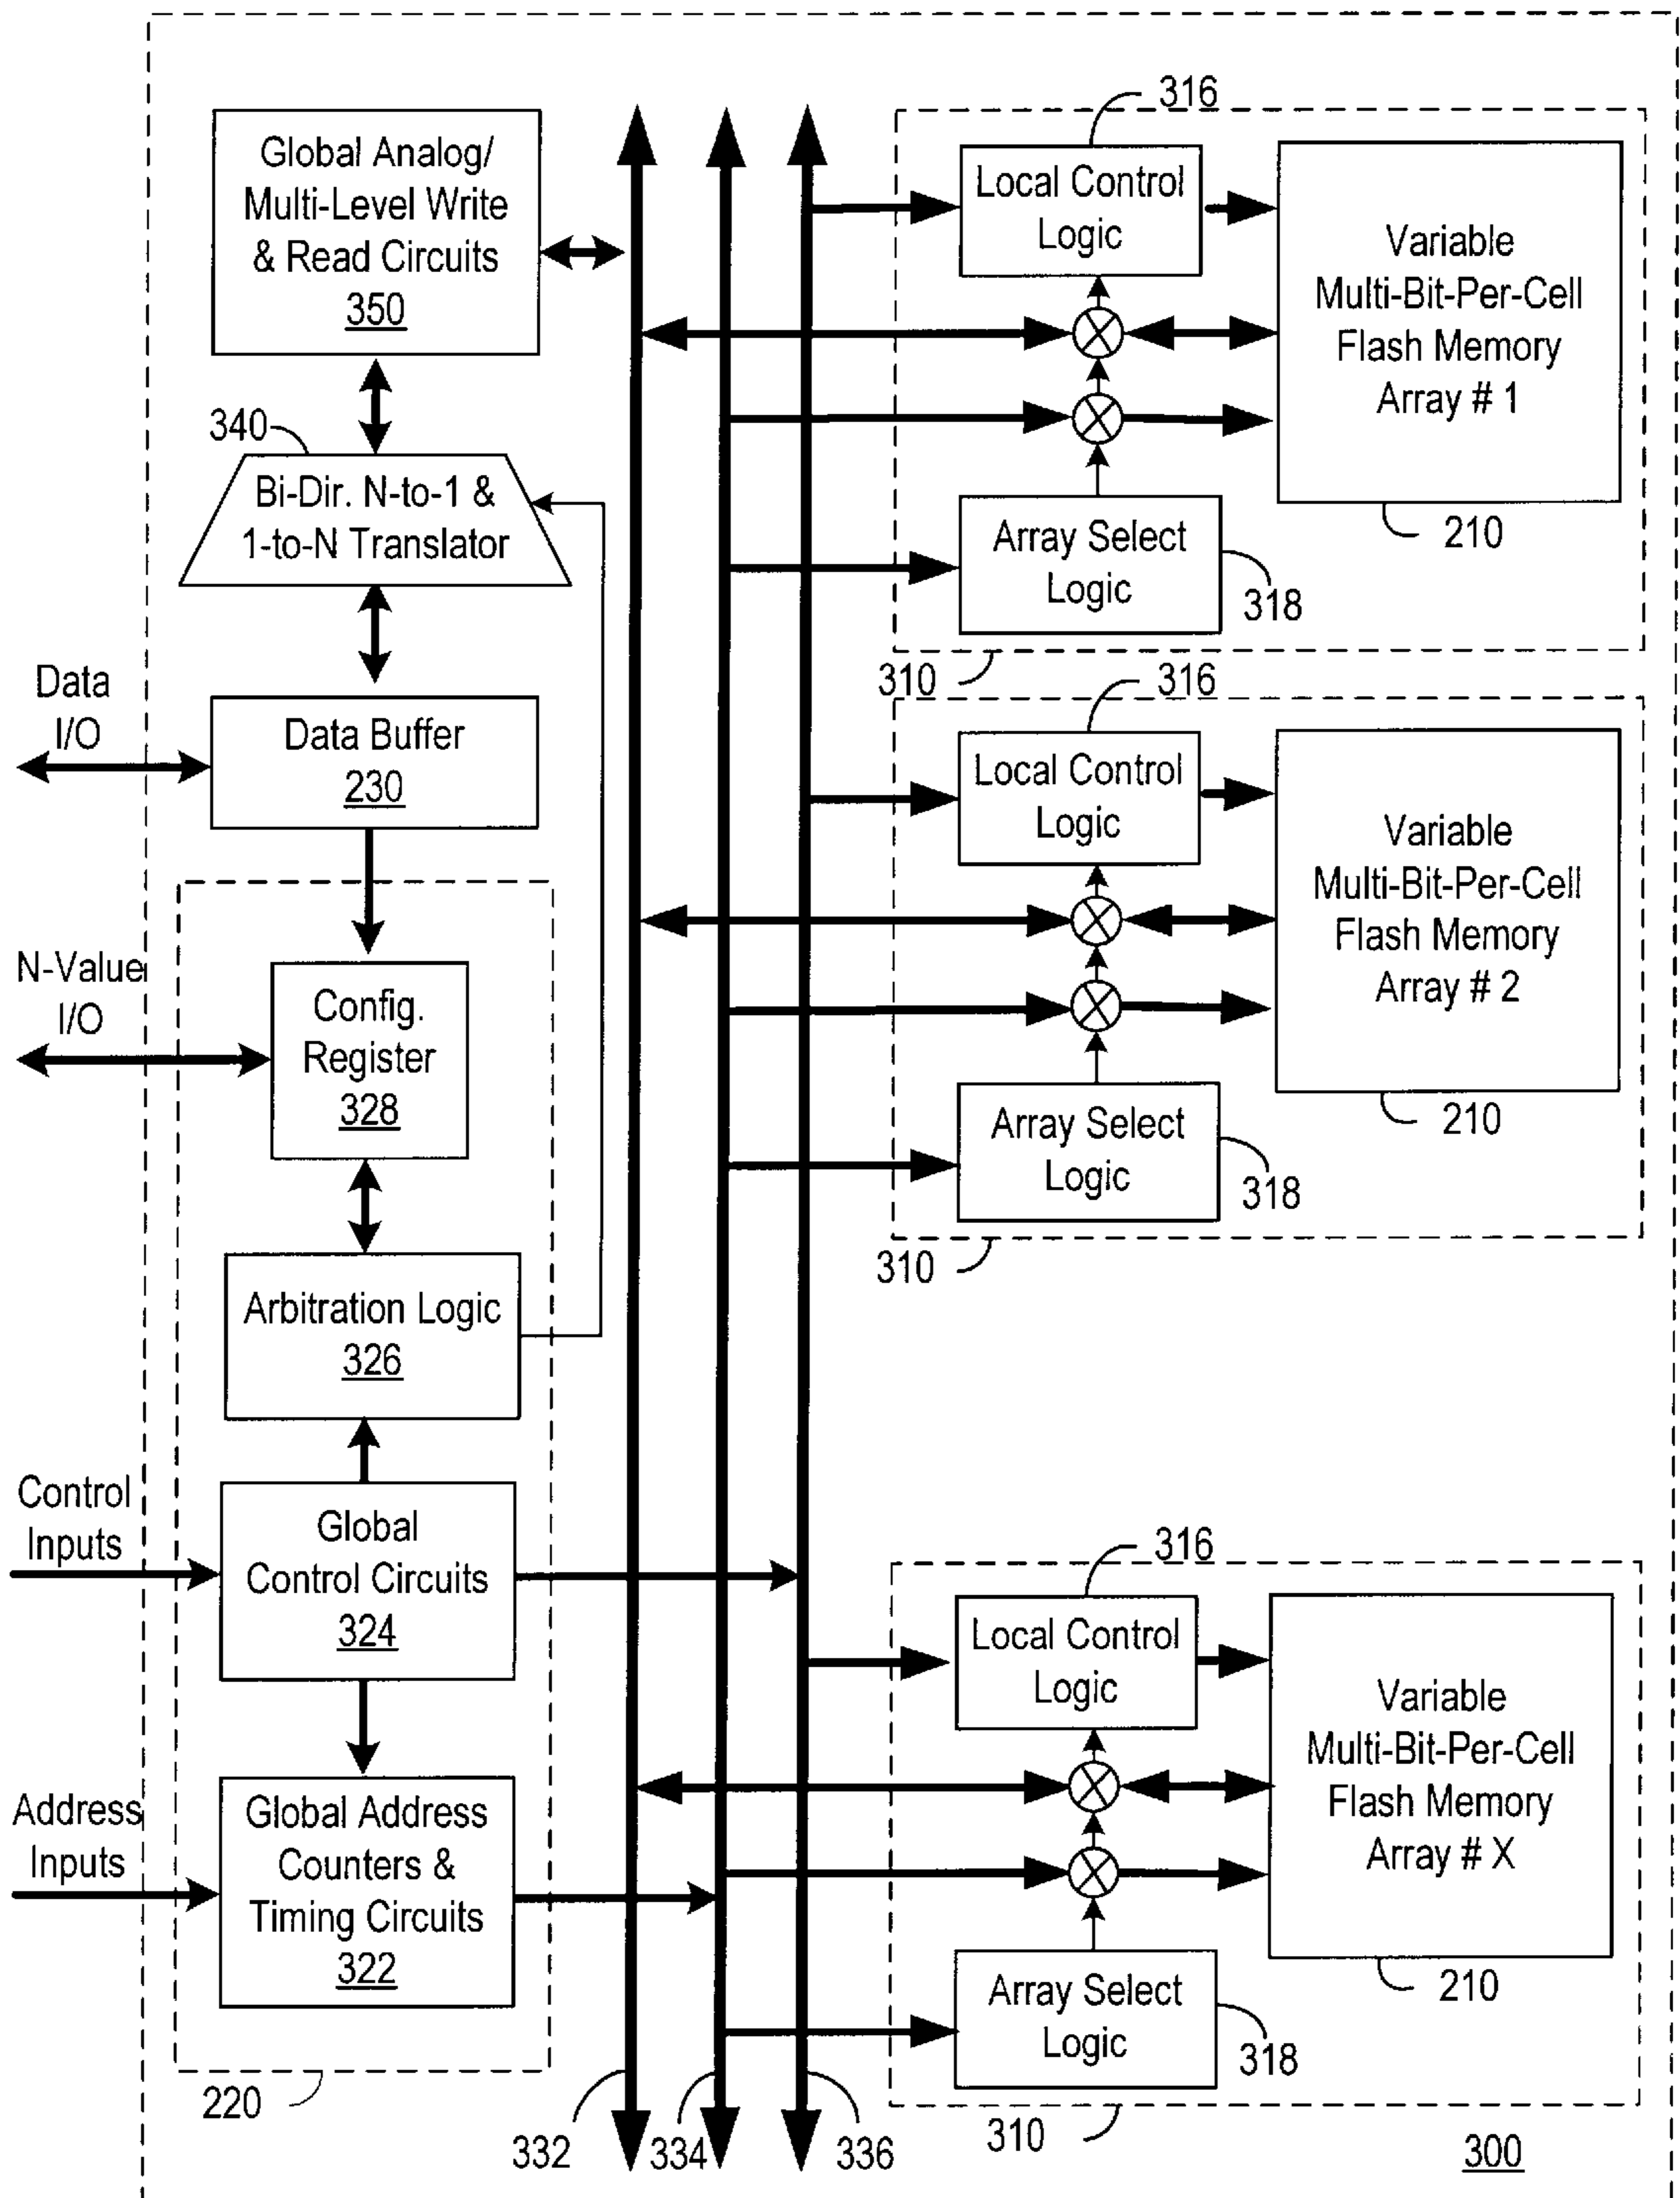 Global Analog/
Multi-Level Write
& Read Circuits
350
340
Bi-Dir. N-to-1 &
1-to-N Translator
Data
I/O
Data Buffer
230
N-Value
I/O
Config.
Register
328
Arbitration Logic
326
Control
Inputs
Global
Control Circuits
324
Address
Inputs
Global Address
Counters &
Timing Circuits
322
220
332
334
336
316
Local Control
Logic
Variable
Multi-Bit-Per-Cell
Flash Memory
Array # 1
210
Array Select
Logic
318
310
316
Local Control
Logic
Variable
Multi-Bit-Per-Cell
Flash Memory
Array # 2
210
Array Select
Logic
318
310
316
Local Control
Logic
Variable
Multi-Bit-Per-Cell
Flash Memory
Array # X
210
Array Select
Logic
318
310
300